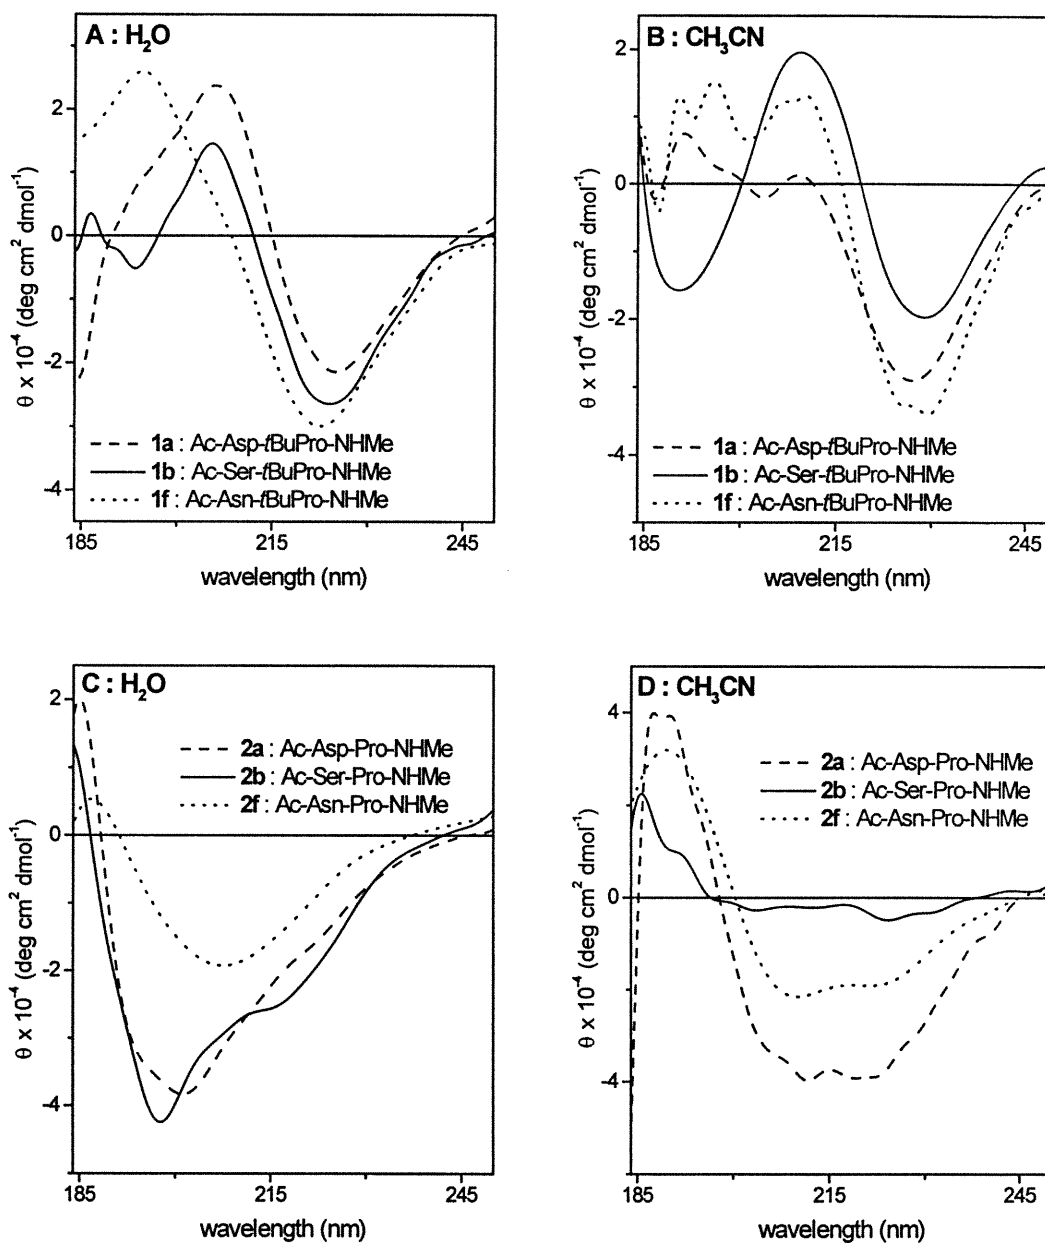 A : H₂O
2
0
-2
-4
θ x 10⁻⁴ (deg cm² dmol⁻¹)
1a : Ac-Asp-tBuPro-NHMe
1b : Ac-Ser-tBuPro-NHMe
1f : Ac-Asn-tBuPro-NHMe
185 215 245
wavelength (nm)
B : CH₃CN
2
0
-2
-4
θ x 10⁻⁴ (deg cm² dmol⁻¹)
1a : Ac-Asp-tBuPro-NHMe
1b : Ac-Ser-tBuPro-NHMe
1f : Ac-Asn-tBuPro-NHMe
185 215 245
wavelength (nm)
C : H₂O
2
0
-2
-4
θ x 10⁻⁴ (deg cm² dmol⁻¹)
2a : Ac-Asp-Pro-NHMe
2b : Ac-Ser-Pro-NHMe
2f : Ac-Asn-Pro-NHMe
185 215 245
wavelength (nm)
D : CH₃CN
4
0
-4
θ x 10⁻⁴ (deg cm² dmol⁻¹)
2a : Ac-Asp-Pro-NHMe
2b : Ac-Ser-Pro-NHMe
2f : Ac-Asn-Pro-NHMe
185 215 245
wavelength (nm)